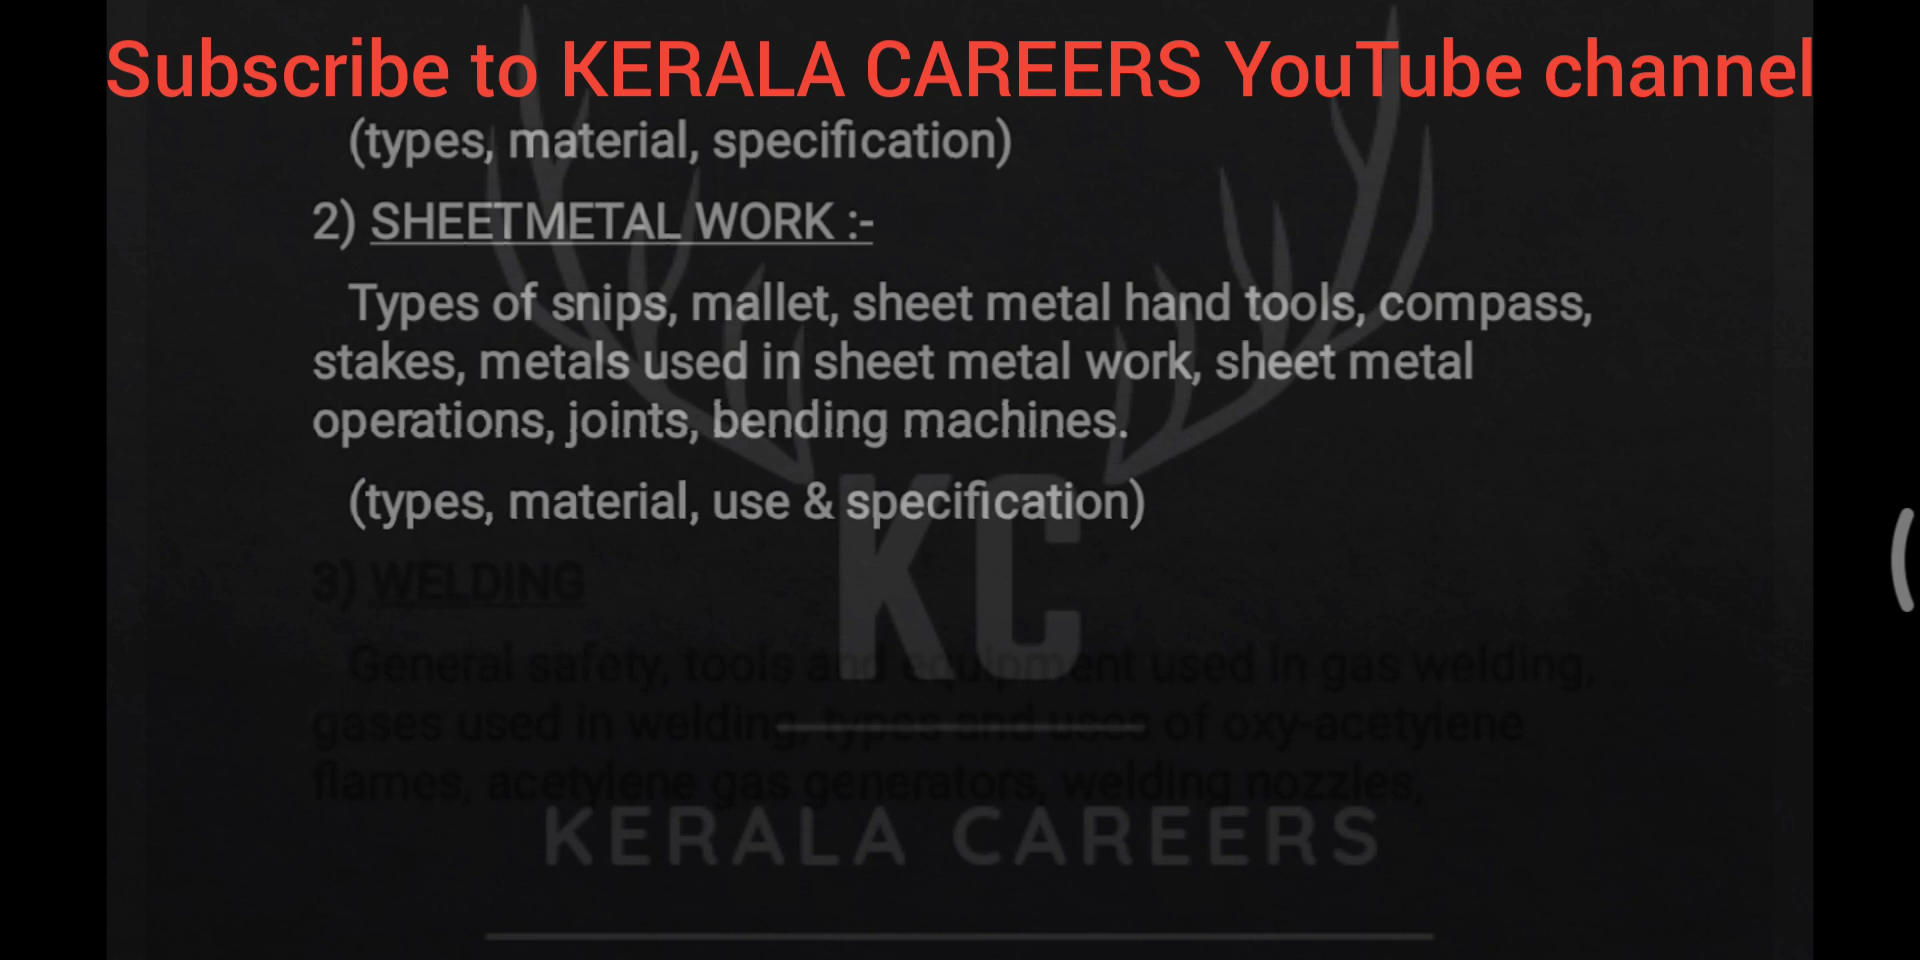 Subscribe to KERALA CAREERS YouTube channel
(types, material, specification)
2) SHEETMETAL WORK :-
Types of snips, mallet, sheet metal hand tools, compass,
stakes, metals used in sheet metal work, sheet metal
operations, joints, bending machines.
(types, material, use & specification)
3) WELDING
General safety, tools and equipment used in gas welding,
gases used in welding, types and uses of oxy-acetylene
flames, acetylene gas generators, welding nozzles,
KC
KERALA CAREERS